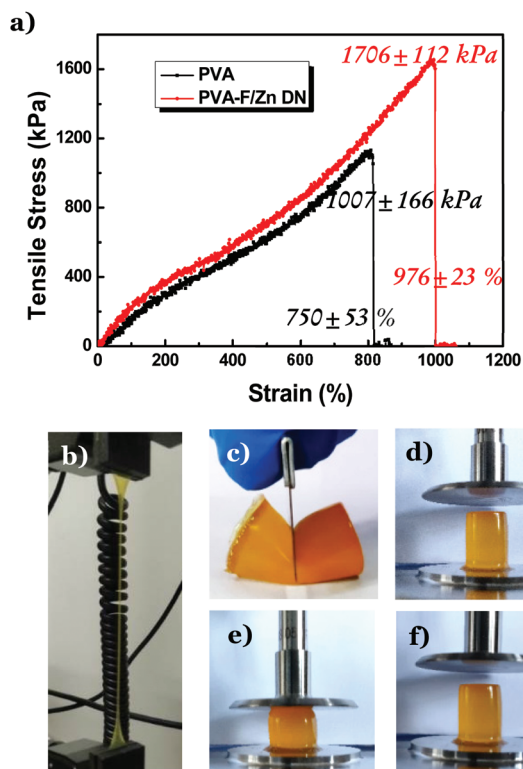 a)
1600
1200
800
400
0
Tensile Stress (kPa)
PVA
PVA-F/Zn DN
1706±112 kPa
1007±166 kPa
976±23 %
750±53 %
0 200 400 600 800 1000 1200
Strain (%)
b)
c)
d)
e)
f)